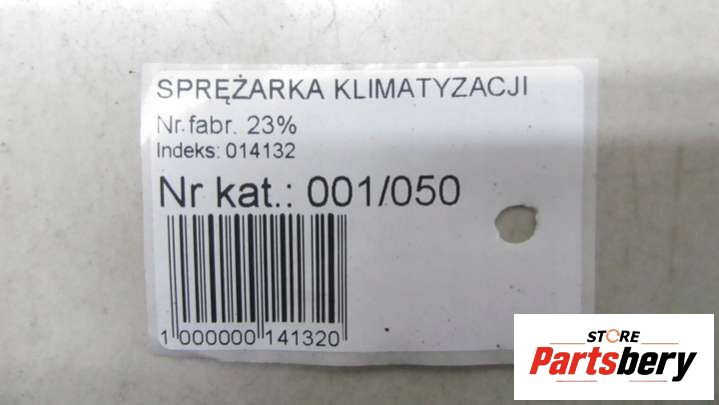 SPRĘŻARKA KLIMATYZACJI
Nr.fabr. 23%
Indeks: 014132
Nr kat.: 001/050
1 000000 141320
STORE
Partsbery